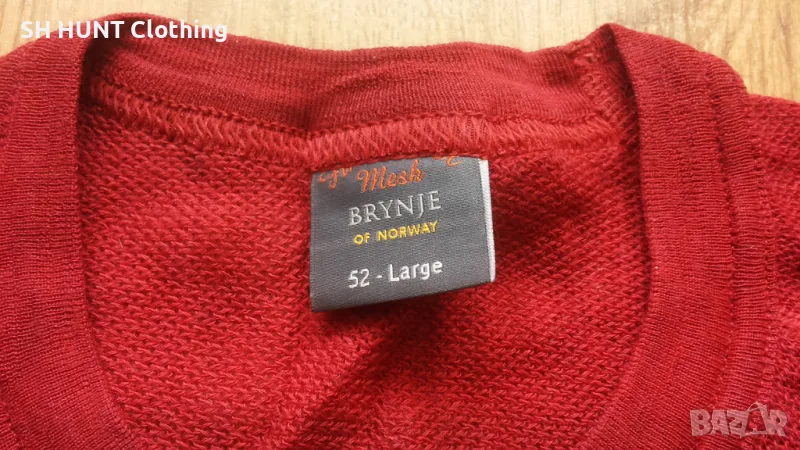 SH HUNT Clothing
Mesh
BRYNJE
OF NORWAY
52 - Large
BAZAR